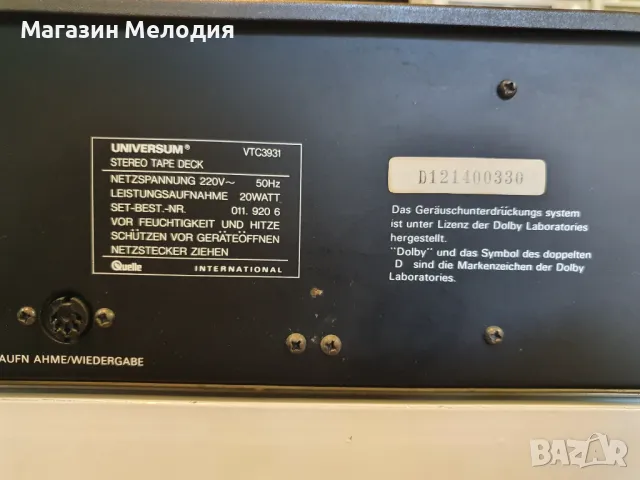 Магазин Мелодия
UNIVERSUM® VTC3931
STEREO TAPE DECK
NETZSPANNUNG 220V~ 50Hz
LEISTUNGSAUFNAHME 20WATT
SET-BEST.-NR. 011. 920 6
VOR FEUCHTIGKEIT UND HITZE
SCHÜTZEN VOR GERÄTEÖFFNEN
NETZSTECKER ZIEHEN
Quelle INTERNATIONAL
D121400330
Das Geräuschunterdrückungs system
ist unter Lizenz der Dolby Laboratories
hergestellt.
"Dolby" und das Symbol des doppelten
D sind die Markenzeichen der Dolby
Laboratories.
AUFN AHME/WIEDERGABE
BAZAR